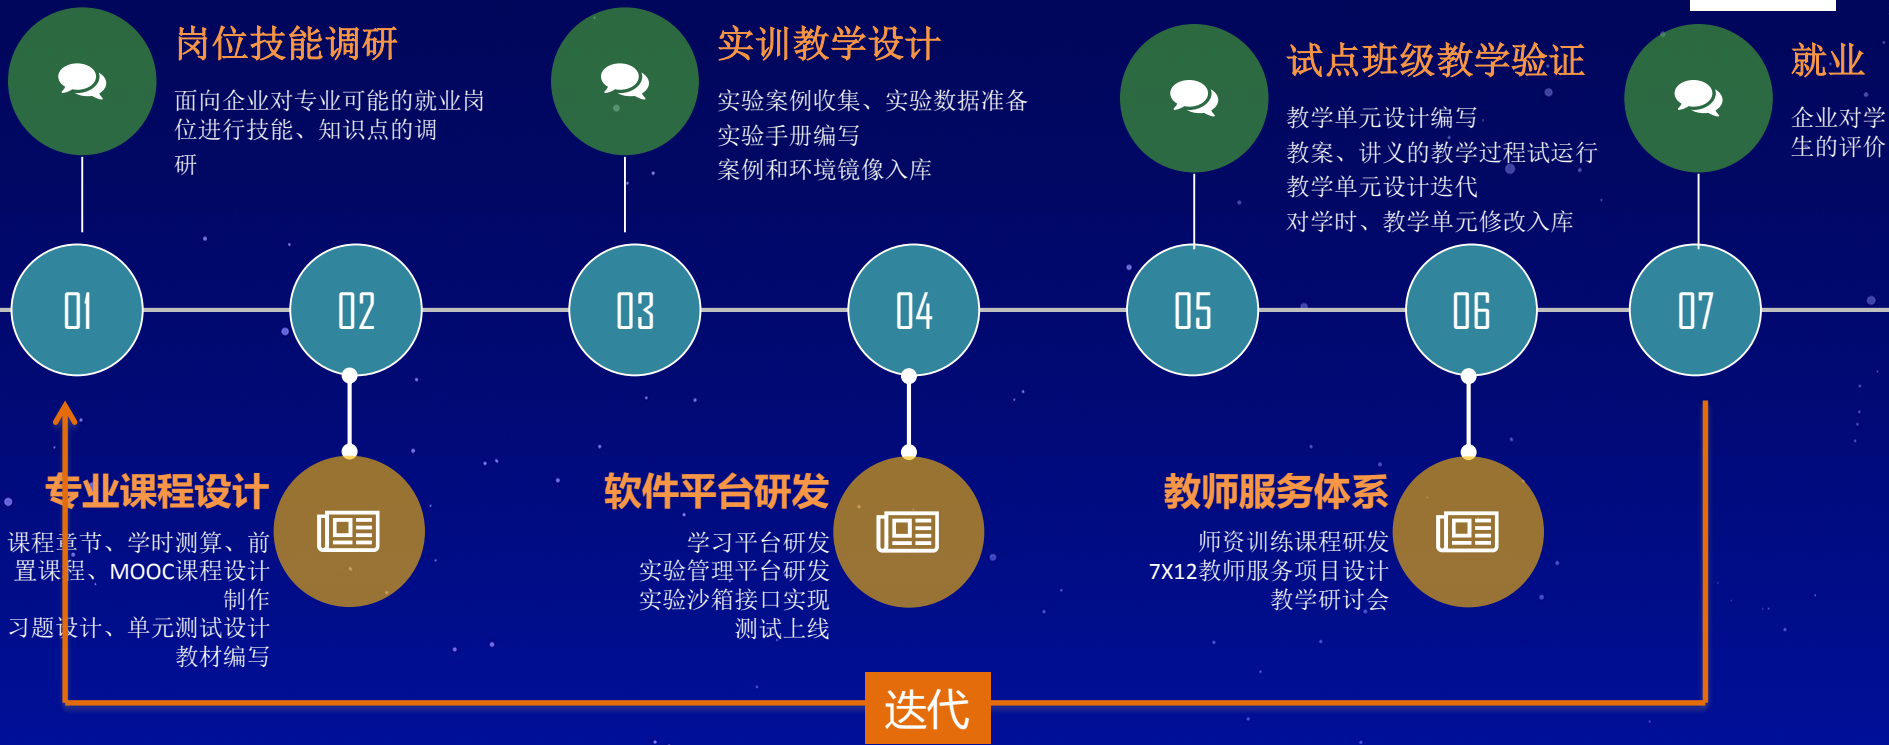 岗位技能调研
面向企业对专业可能的就业岗
位进行技能、知识点的调
研
实训教学设计
实验案例收集、实验数据准备
实验手册编写
案例和环境镜像入库
试点班级教学验证
教学单元设计编写
教案、讲义的教学过程试运行
教学单元设计迭代
对学时、教学单元修改入库
就业
企业对学
生的评价
01
02
03
04
05
06
07
专业课程设计
课程章节、学时测算、前
置课程、MOOC课程设计
制作
习题设计、单元测试设计
教材编写
软件平台研发
学习平台研发
实验管理平台研发
实验沙箱接口实现
测试上线
教师服务体系
师资训练课程研发
7X12教师服务项目设计
教学研讨会
迭代